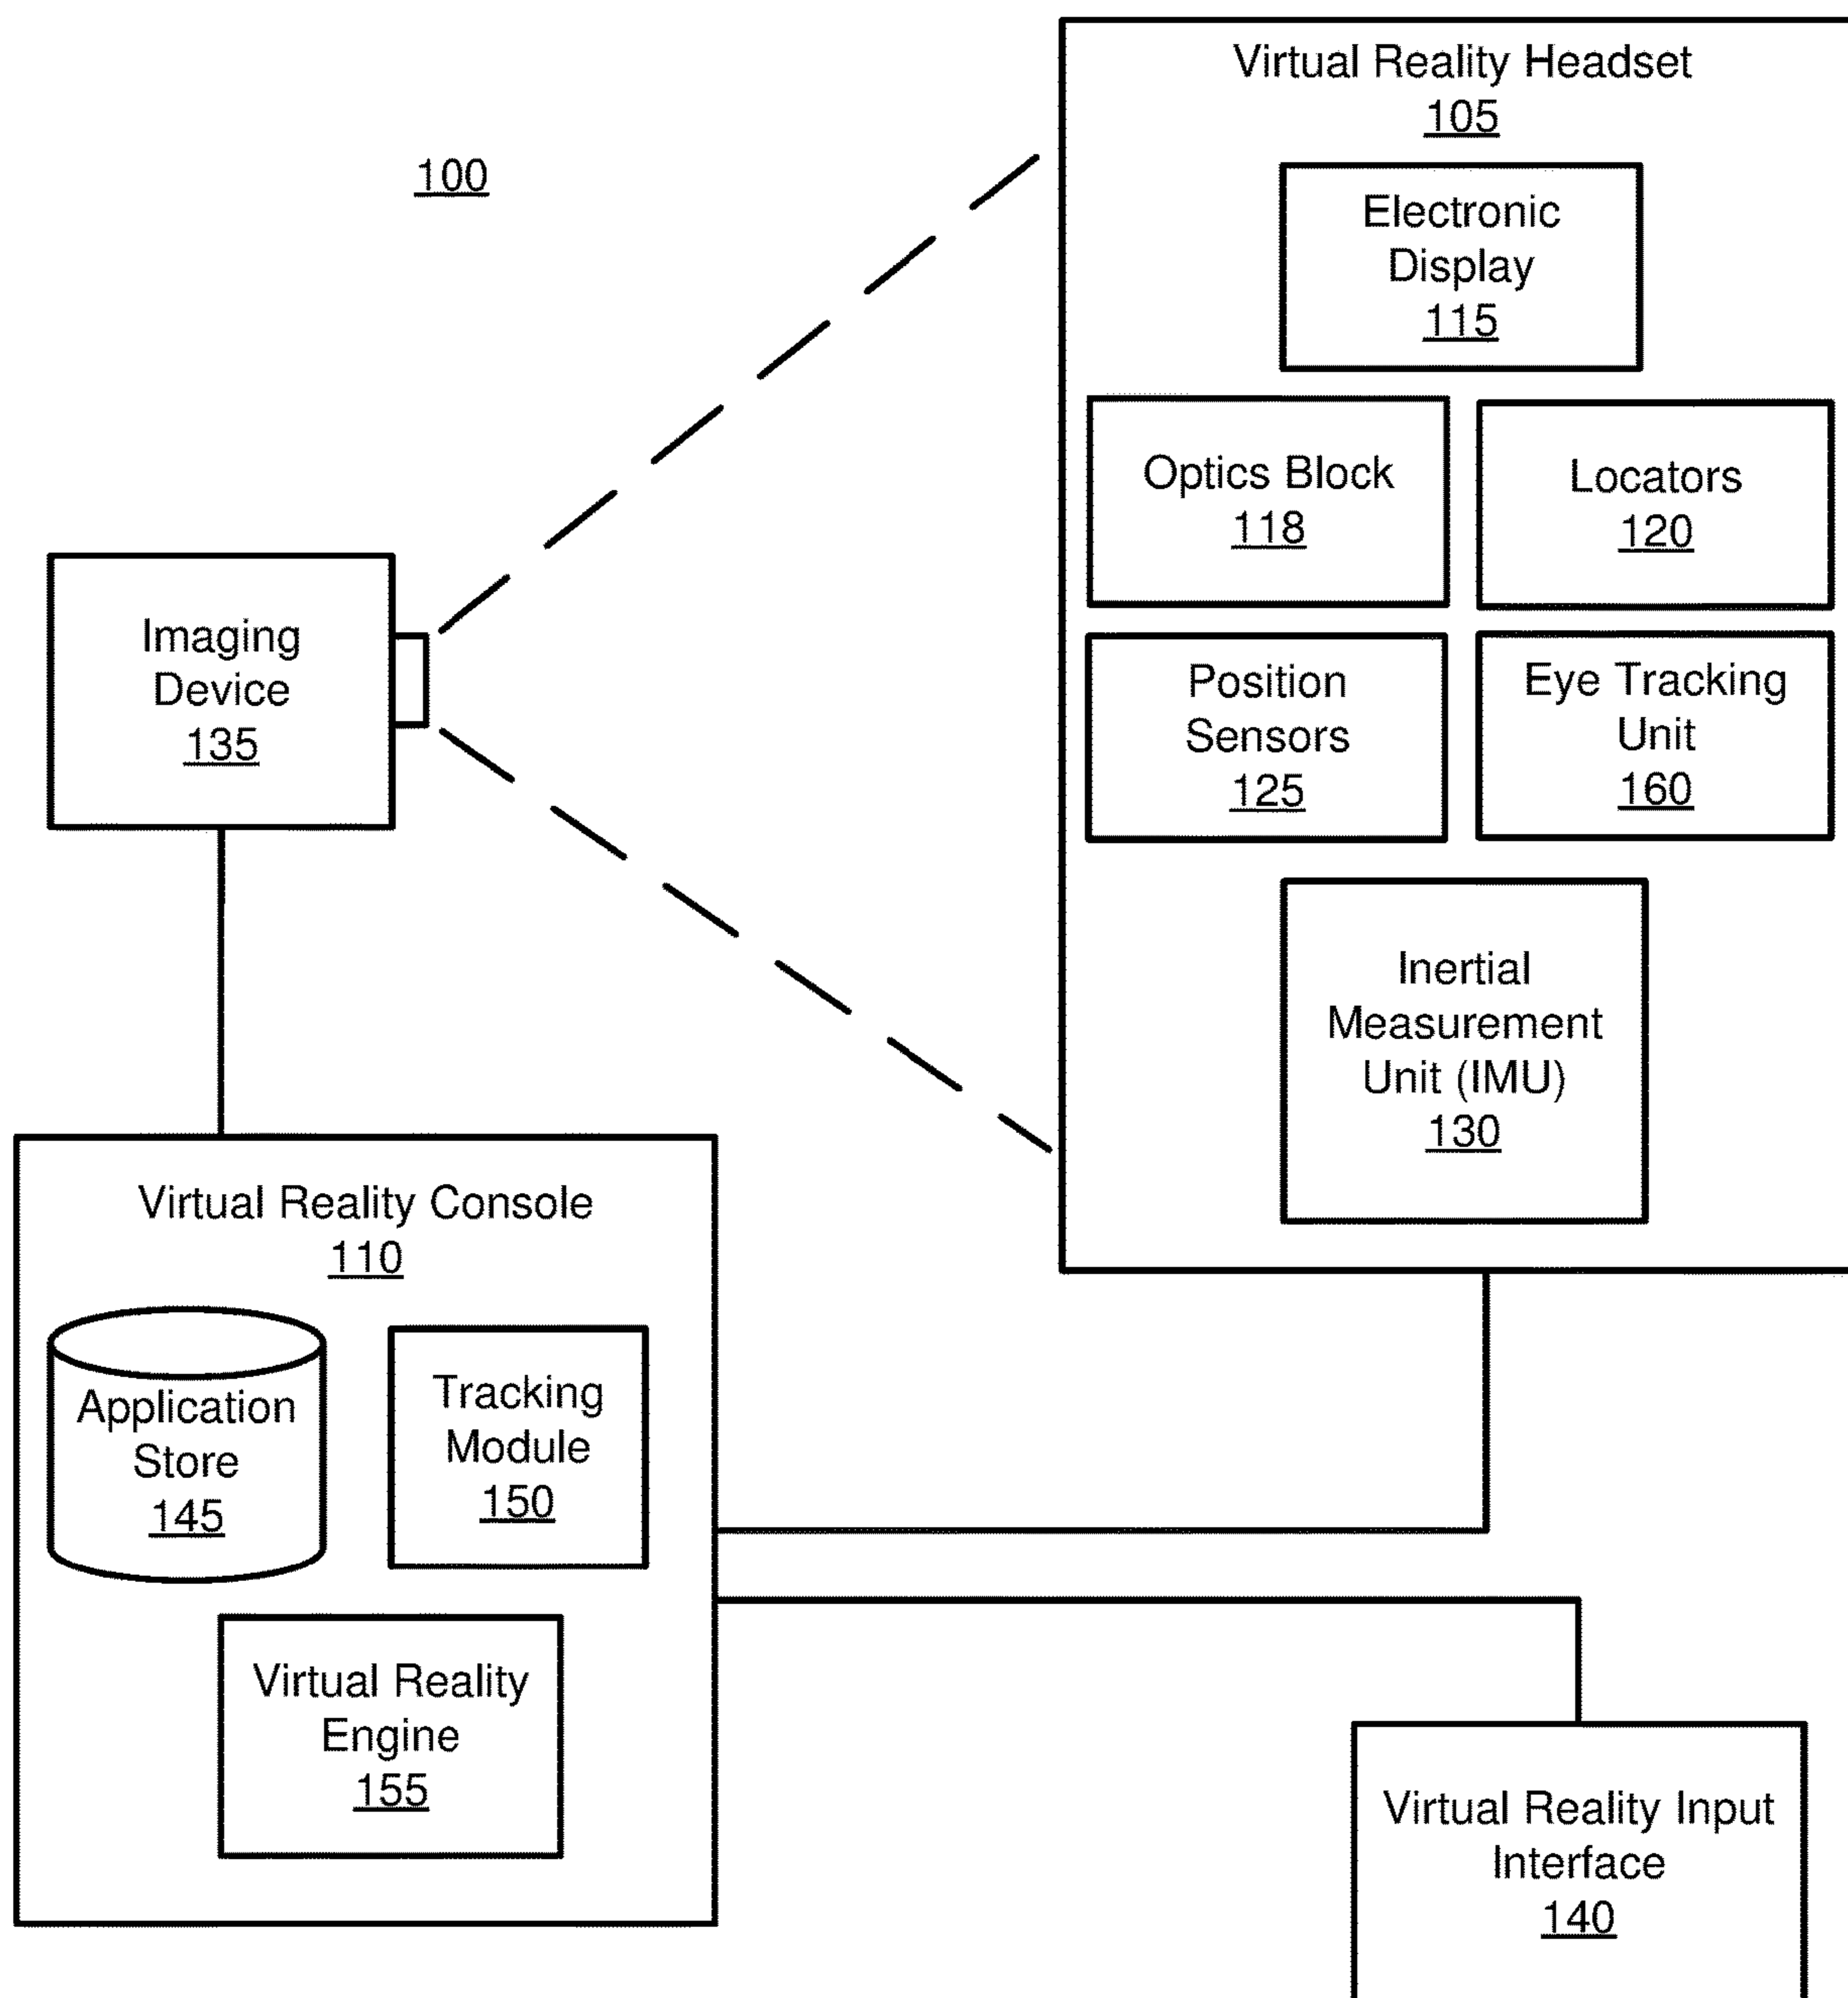 100
Virtual Reality Headset
105
Electronic
Display
115
Optics Block
118
Locators
120
Position
Sensors
125
Eye Tracking
Unit
160
Inertial
Measurement
Unit (IMU)
130
Imaging
Device
135
Virtual Reality Console
110
Application
Store
145
Tracking
Module
150
Virtual Reality
Engine
155
Virtual Reality Input
Interface
140